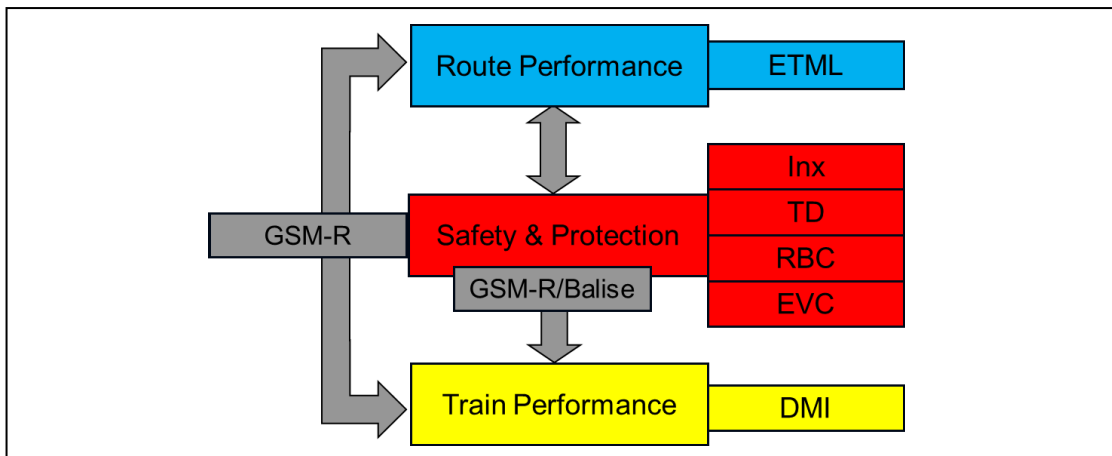 Route Performance
ETML
Inx
TD
GSM-R
Safety & Protection
RBC
GSM-R/Balise
EVC
Train Performance
DMI